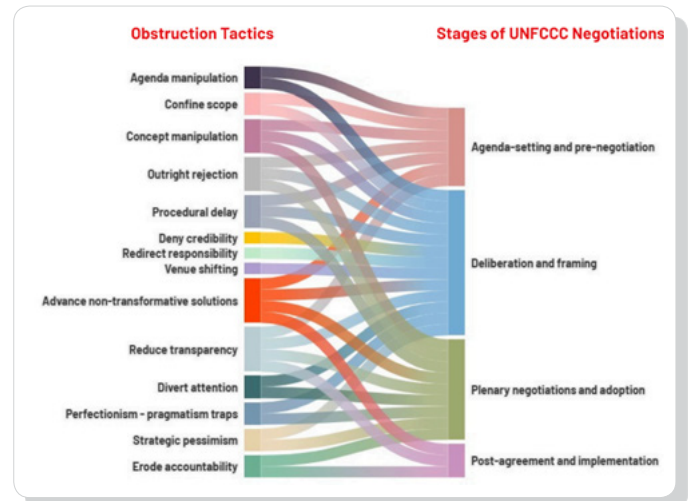 Obstruction Tactics
Stages of UNFCCC Negotiations
Agenda manipulation
Confine scope
Concept manipulation
Outright rejection
Procedural delay
Deny credibility
Redirect responsibility
Venue shifting
Advance non-transformative solutions
Reduce transparency
Divert attention
Perfectionism - pragmatism traps
Strategic pessimism
Erode accountability
Agenda-setting and pre-negotiation
Deliberation and framing
Plenary negotiations and adoption
Post-agreement and implementation